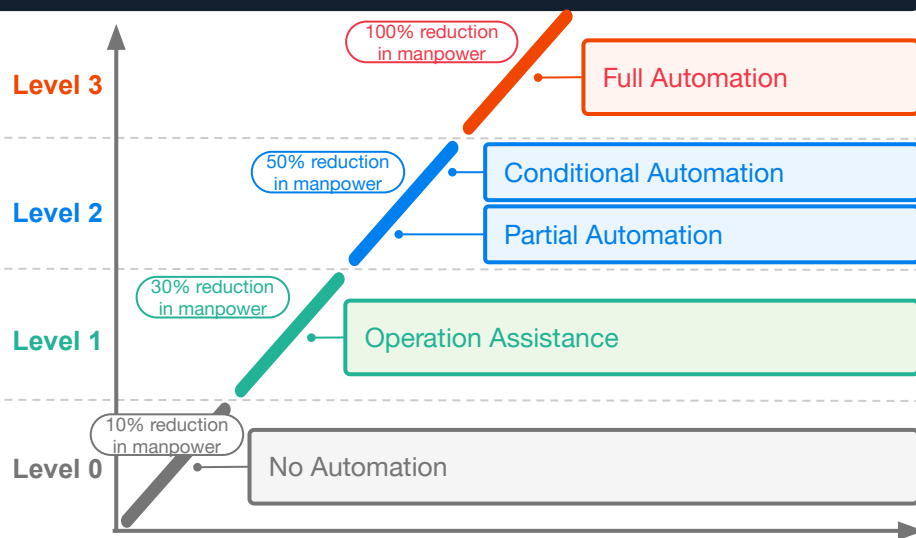 100% reduction
in manpower
Level 3
Full Automation
50% reduction
in manpower
Conditional Automation
Level 2
Partial Automation
30% reduction
in manpower
Level 1
Operation Assistance
10% reduction
in manpower
Level 0
No Automation